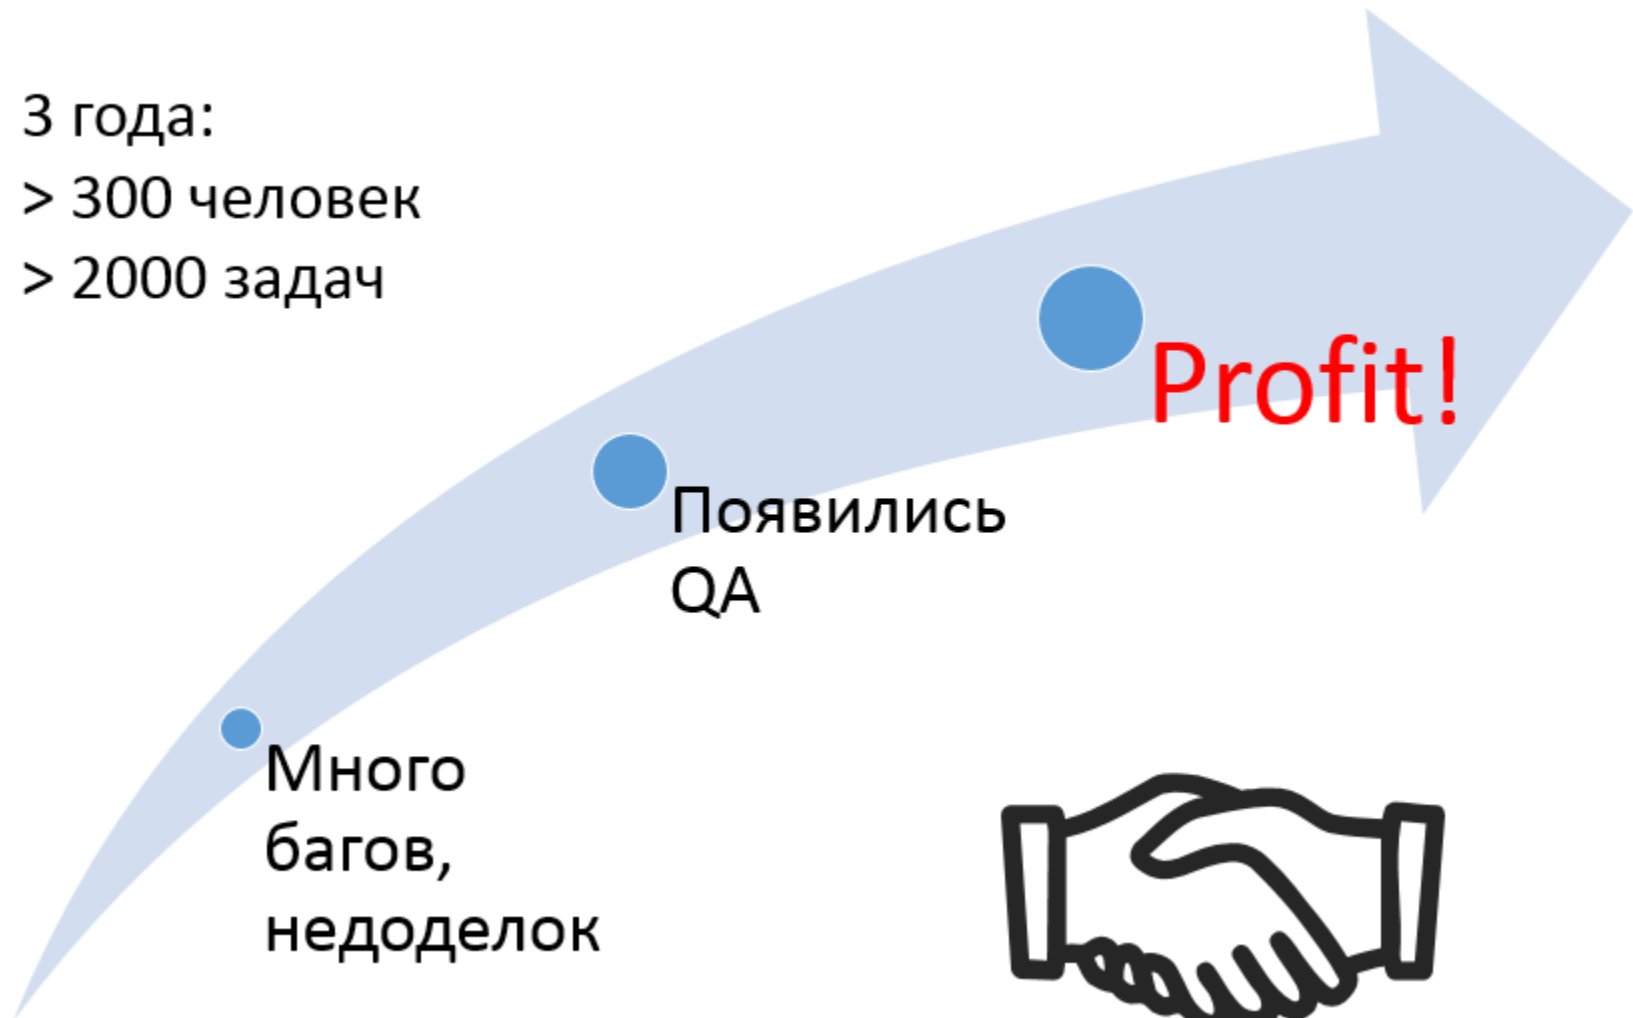 3 года:
> 300 человек
> 2000 задач
Profit!
Появились
QA
Много
багов,
недоделок